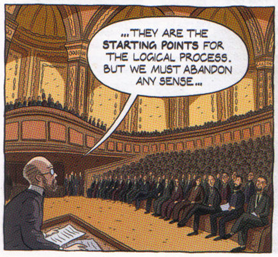 ...THEY ARE THE
STARTING POINTS FOR
THE LOGICAL PROCESS.
BUT WE MUST ABANDON
ANY SENSE...